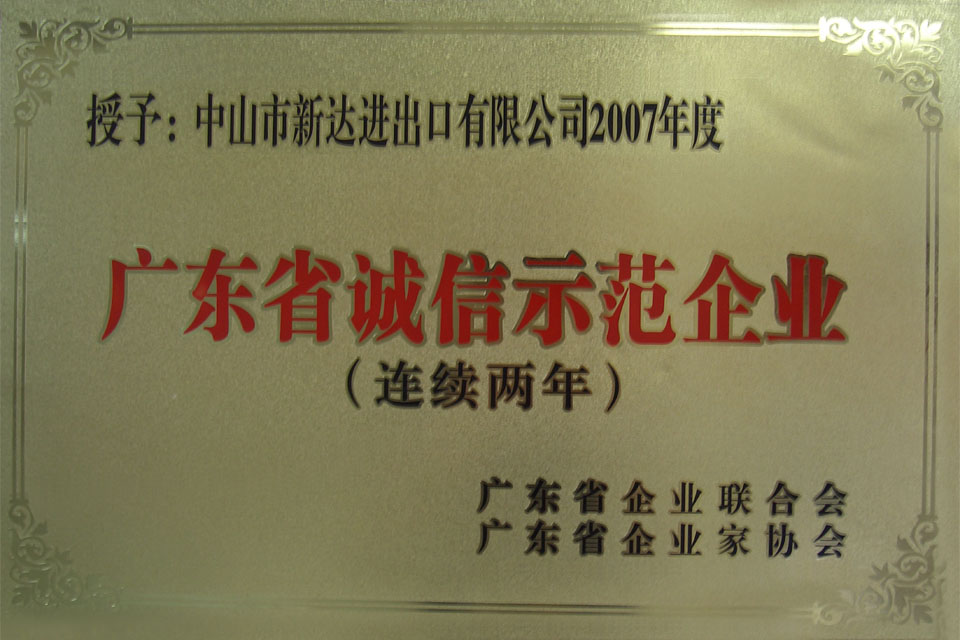 授予：中山市新达进出口有限公司2007年度
广东省诚信示范企业
（连续两年）
广东省企业联合会
广东省企业家协会